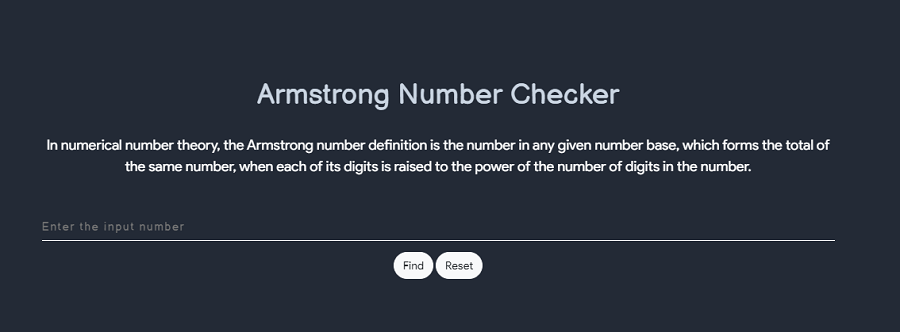 Armstrong Number Checker
In numerical number theory, the Armstrong number definition is the number in any given number base, which forms the total of
the same number, when each of its digits is raised to the power of the number of digits in the number.
Enter the input number
Find Reset